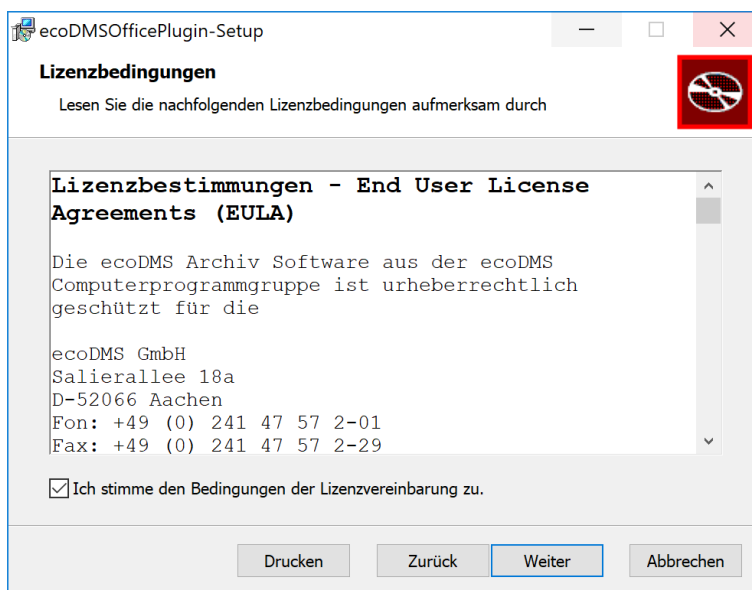 ecoDMSOfficePlugin-Setup
Lizenzbedingungen
Lesen Sie die nachfolgenden Lizenzbedingungen aufmerksam durch
Lizenzbestimmungen - End User License
Agreements (EULA)
Die ecoDMS Archiv Software aus der ecoDMS
Computerprogrammgruppe ist urheberrechtlich
geschützt für die
ecoDMS GmbH
Salierallee 18a
D-52066 Aachen
Fon: +49 (0) 241 47 57 2-01
Fax: +49 (0) 241 47 57 2-29
Ich stimme den Bedingungen der Lizenzvereinbarung zu.
Drucken Zurück Weiter Abbrechen